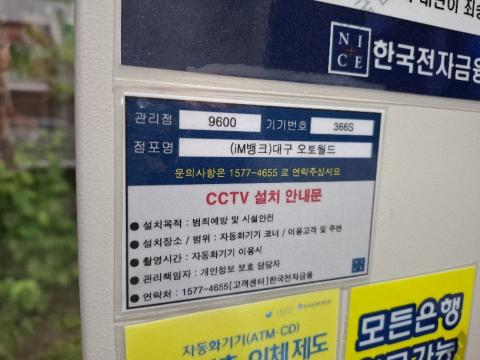 NICE 한국전자금융
관리점 9600 기기번호 366S
점포명 (iM뱅크)대구 오토월드
문의사항은 1577-4655 로 연락주십시요
CCTV 설치 안내문
● 설치목적 : 범죄예방 및 시설안전
● 설치장소 / 범위 : 자동화기기 코너 / 이용고객 및 주변
● 촬영시간 : 자동화기기 이용시
● 관리책임자 : 개인정보 보호 담당자
● 연락처 : 1577-4655[고객센터]한국전자금융
NICE
자동화기기(ATM·CD)
모든은행